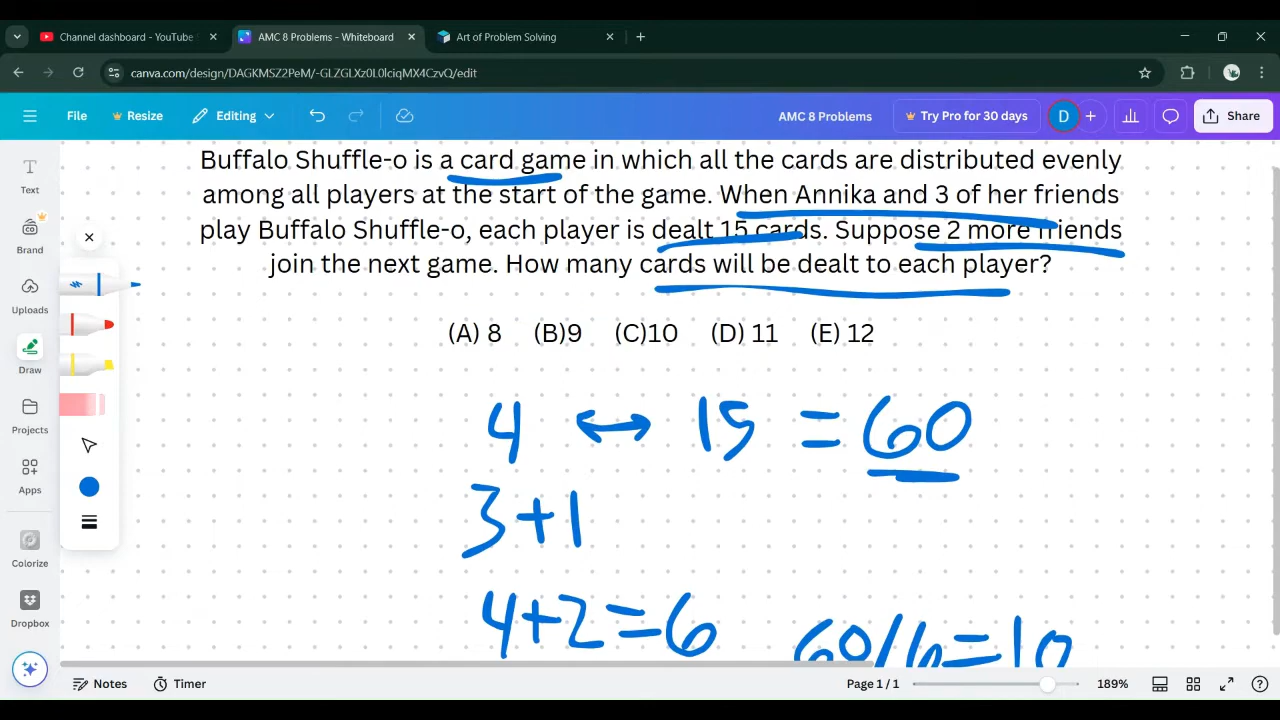 Channel dashboard - YouTube
AMC 8 Problems - Whiteboard
Art of Problem Solving
canva.com/design/DAGKMSZ2PeM/-GLZGLXz0L0lciqMX4CzvQ/edit
File
Resize
Editing
AMC 8 Problems
Try Pro for 30 days
D
Share
Text
Brand
Uploads
Draw
Projects
Apps
Colorize
Dropbox
Buffalo Shuffle-o is a card game in which all the cards are distributed evenly
among all players at the start of the game. When Annika and 3 of her friends
play Buffalo Shuffle-o, each player is dealt 15 cards. Suppose 2 more friends
join the next game. How many cards will be dealt to each player?
(A) 8 (B)9 (C)10 (D) 11 (E) 12
4 ↔ 15 = 60
3+1
4+2=6
60/6=10
Notes
Timer
Page 1 / 1
189%